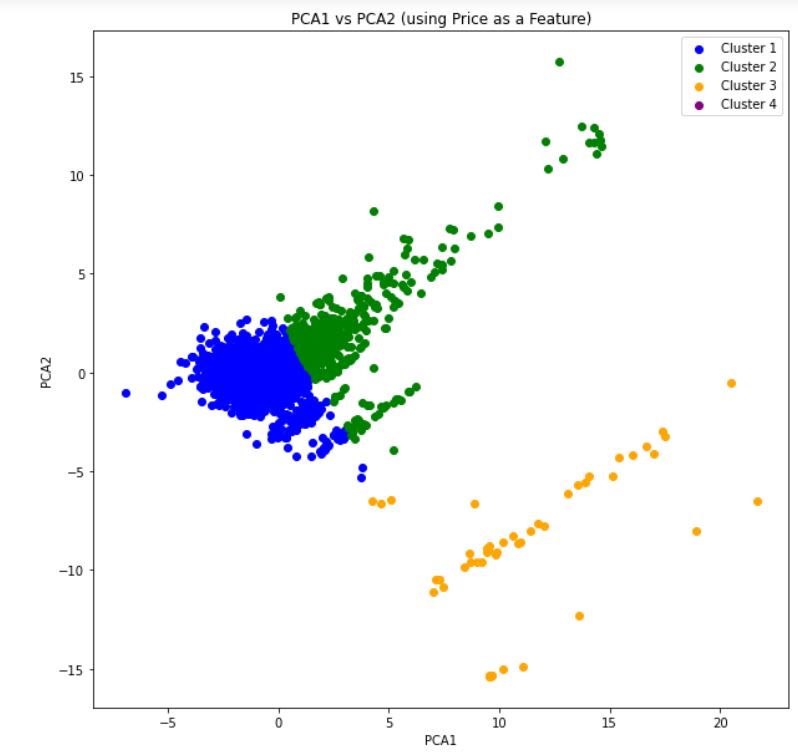 PCA1 vs PCA2 (using Price as a Feature)
Cluster 1
Cluster 2
Cluster 3
Cluster 4
15
10
5
0
−5
−10
−15
PCA2
−5
0
5
10
15
20
PCA1